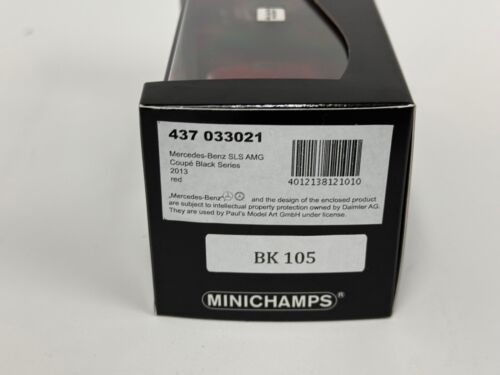 437 033021
Mercedes-Benz SLS AMG
Coupé Black Series
2013
red
4012138121010
„Mercedes-Benz“ and the design of the enclosed product
are subject to intellectual property protection owned by Daimler AG.
They are used by Paul's Model Art GmbH under license.
BK 105
MINICHAMPS®